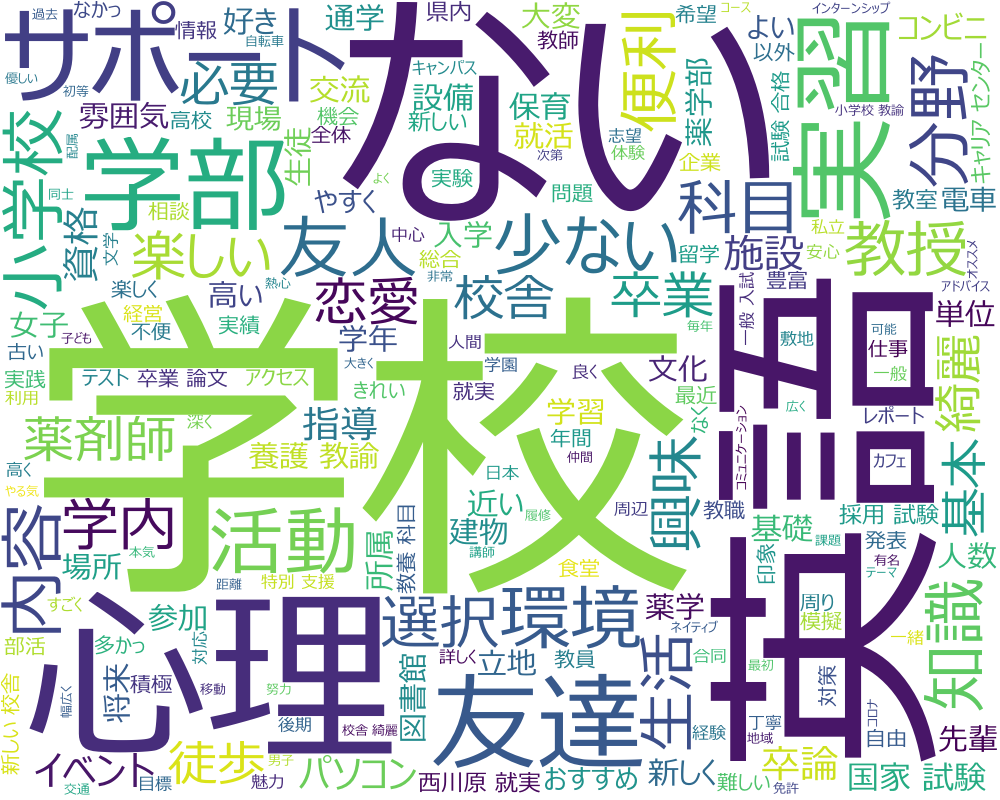 過去
なかっ
情報
好き
通学
県内
大変
希望
よい
インターンシップ
コース
コンビニ
サポート
自転車
教師
以外
優しい
初等
必要
交流
キャンパス
設備
保育
便利
薬学部
ない
実習
分野
小学校 教諭
試験 合格
キャリア センター
雰囲気
高校
現場
機会
全体
新しい
就活
志望
体験
配属
小学校
学部
生徒
次第
企業
同士
よく
実験
問題
科目
教室
電車
資格
相談
やすく
文学
友人
中心
入学
少ない
留学
施設
私立
安心
教授
オススメ
楽しい
総合
非常
豊富
アドバイス
熱心
楽しく
高い
恋愛
校舎
卒業
毎年
一般 入試
単位
女子
経営
不便
実績
学年
人間
敷地
可能
仕事
古い
子ども
大きく
学園
文化
英語
綺麗
実践
テスト
卒業 論文
アクセス
きれい
就実
良く
一般
利用
学校
最近
広く
レポート
薬剤師
深く
指導
学習
なく
コミュニケーション
養護 教諭
年間
仲間
カフェ
高く
日本
興味
やる気
近い
周辺
教職
基本
学内
活動
履修
基礎
採用 試験
内容
本気
所属
教養 科目
建物
講師
課題
発表
場所
特別 支援
食堂
印象
有名
人数
距離
テーマ
すごく
心理
選択
環境
薬学
周り
知識
参加
ネイティブ
模擬
部活
多かっ
対応
立地
教員
一緒
詳しく
合同
最初
新しい 校舎
将来
積極
移動
努力
図書館
友達
生活
対策
幅広く
後期
校舎 綺麗
経験
丁寧
地域
コロナ
自由
先輩
イベント
徒歩
男子
卒論
目標
魅力
パソコン
西川原 就実
おすすめ
新しく
難しい
免許
国家 試験
交通